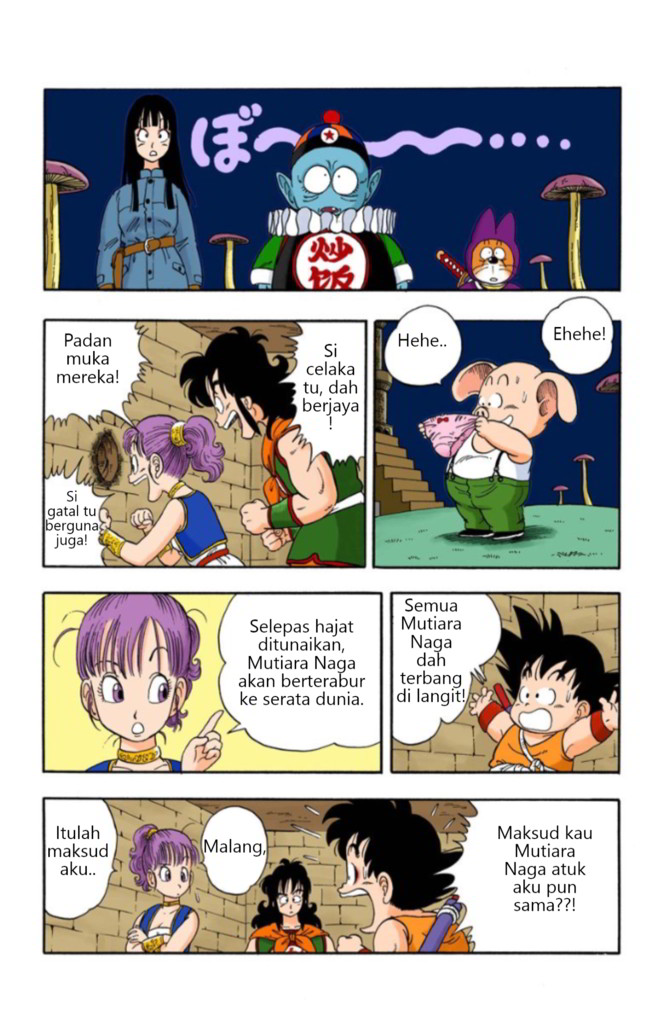 ぼ〜〜〜・・・・
炒
飯
Padan
muka
mereka!
Si
celaka
tu, dah
berjaya
!
Si
gatal tu
berguna
juga!
Hehe..
Ehehe!
Selepas hajat
ditunaikan,
Mutiara Naga
akan berterabur
ke serata dunia.
Semua
Mutiara
Naga
dah
terbang
di langit!
Itulah
maksud
aku..
Malang,
Maksud kau
Mutiara
Naga atuk
aku pun
sama??!